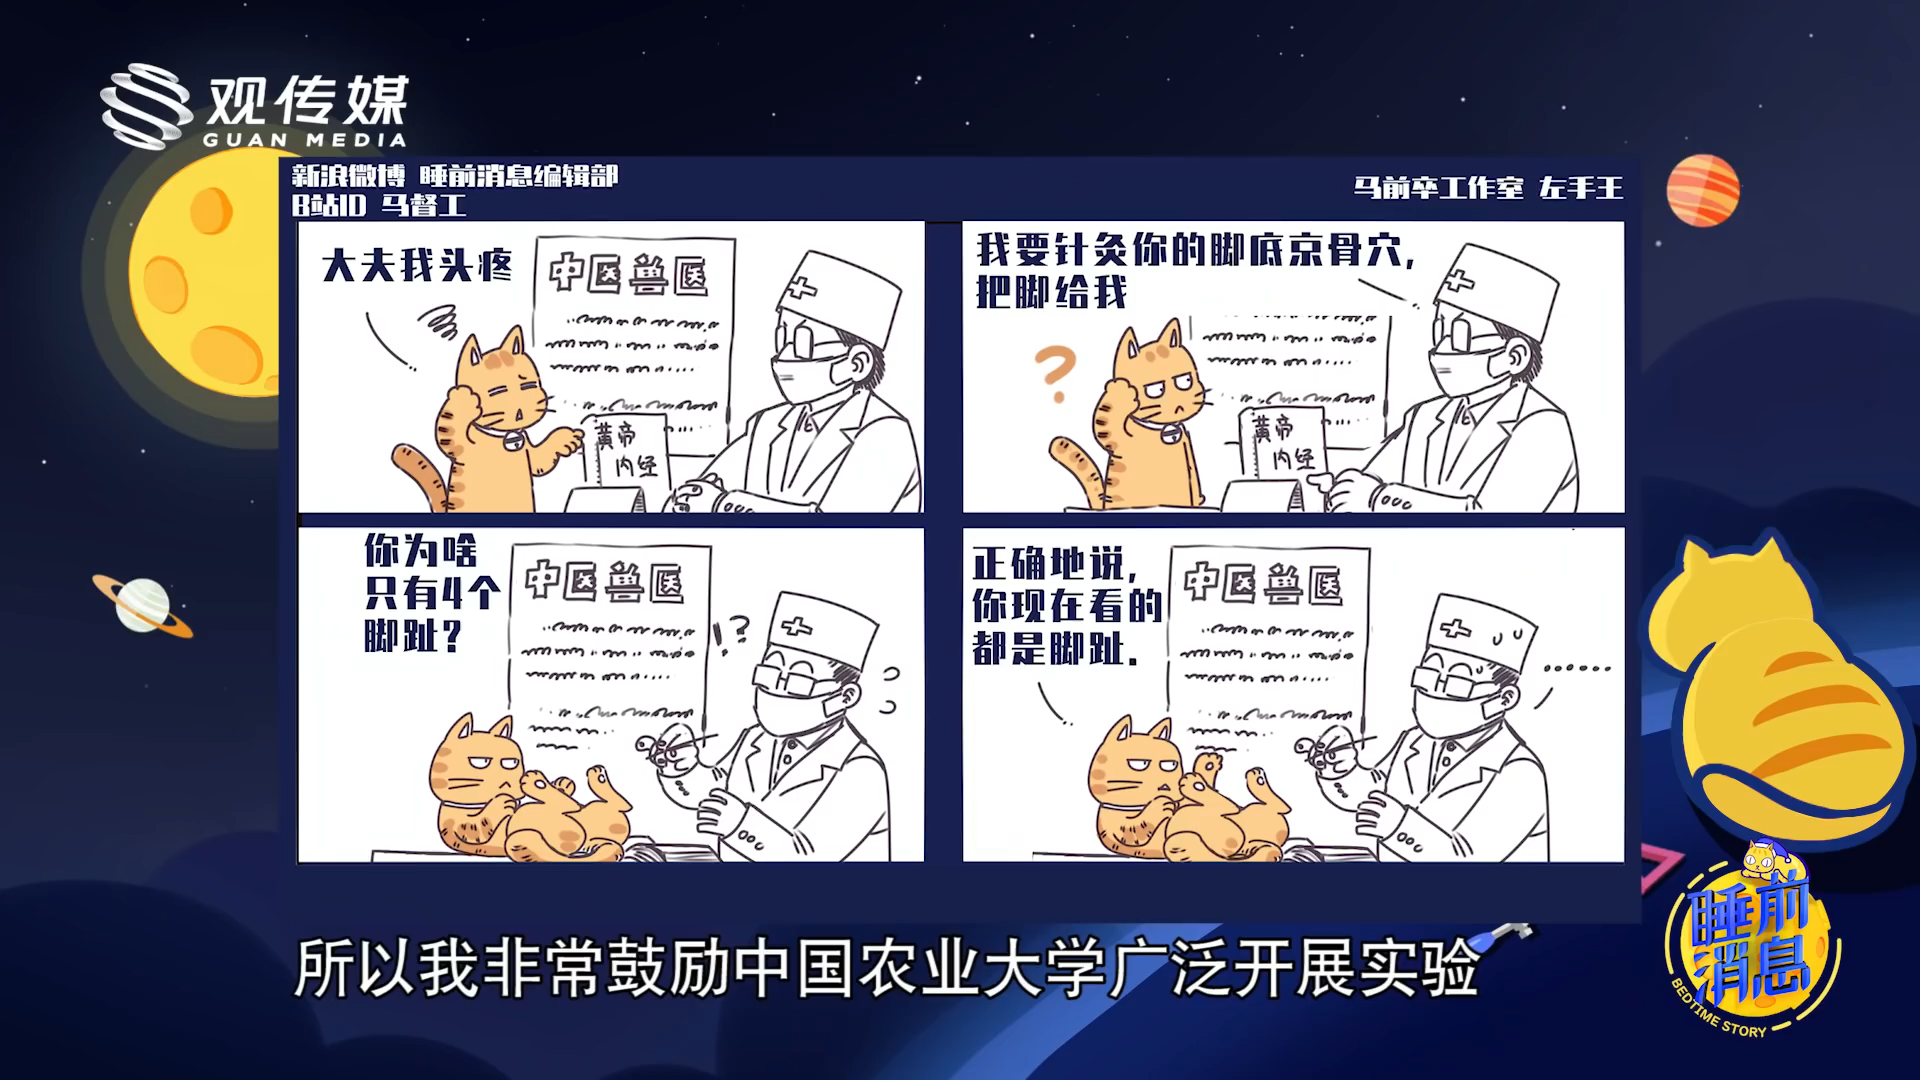 观传媒
GUAN MEDIA
新浪微博 睡前消息编辑部
B站ID 马督工
马前卒工作室 左手王
大夫我头疼
中医兽医
黄帝
内经
我要针灸你的脚底京骨穴,
把脚给我
黄帝
内经
你为啥
只有4个
脚趾?
中医兽医
!?
正确地说,
你现在看的
都是脚趾.
中医兽医
所以我非常鼓励中国农业大学广泛开展实验
睡前
消息
BEDTIME STORY